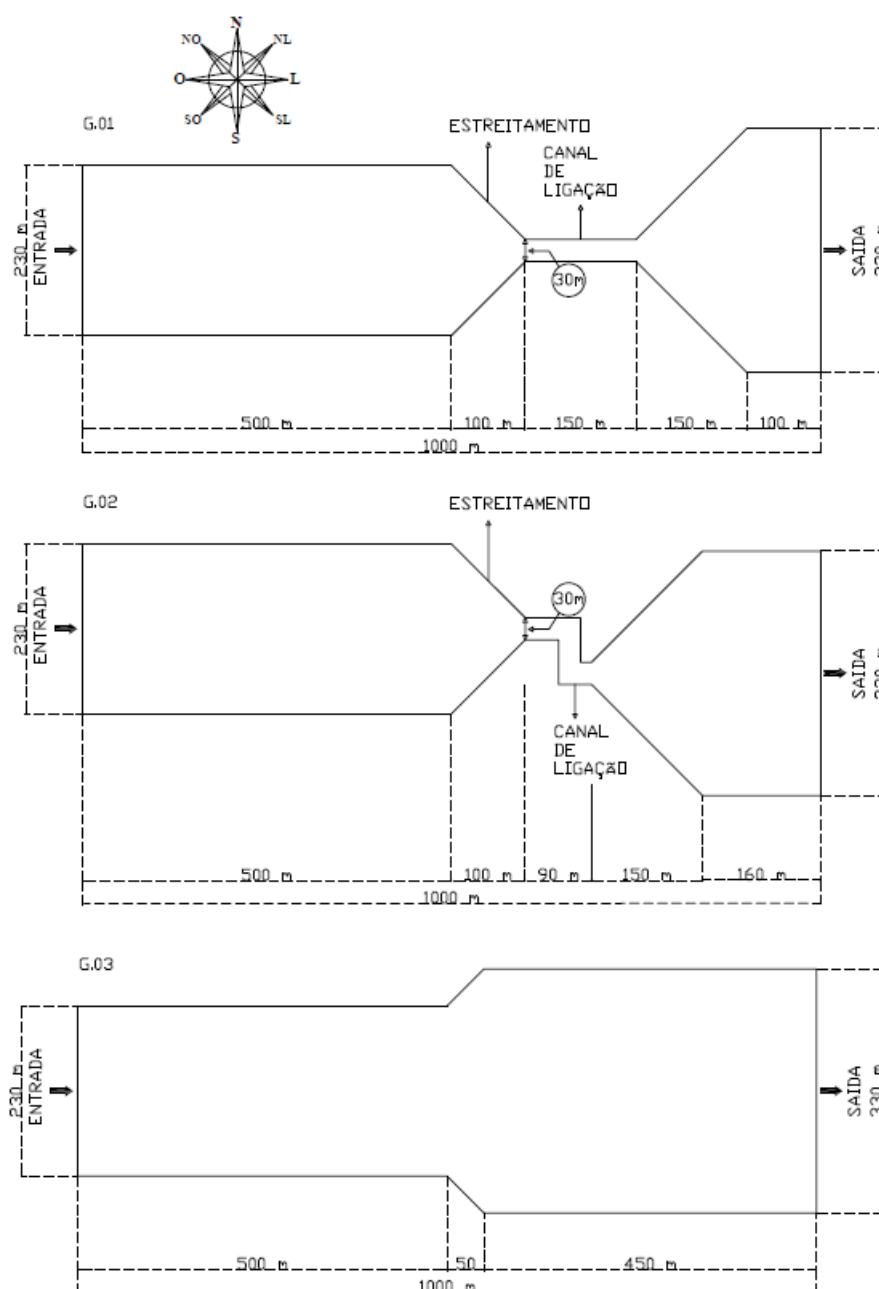 N
NO NL
O L
SO SL
S
G.01
ESTREITAMENTO
CANAL
DE
LIGAÇÃO
230 m
ENTRADA
30m
SAIDA
500 m 100 m 150 m 150 m 100 m
1000 m
G.02
ESTREITAMENTO
30m
230 m
ENTRADA
SAIDA
CANAL
DE
LIGAÇÃO
500 m 100 m 90 m 150 m 160 m
1000 m
G.03
230 m
ENTRADA
SAIDA
330 m
500 m 50 450 m
1000 m